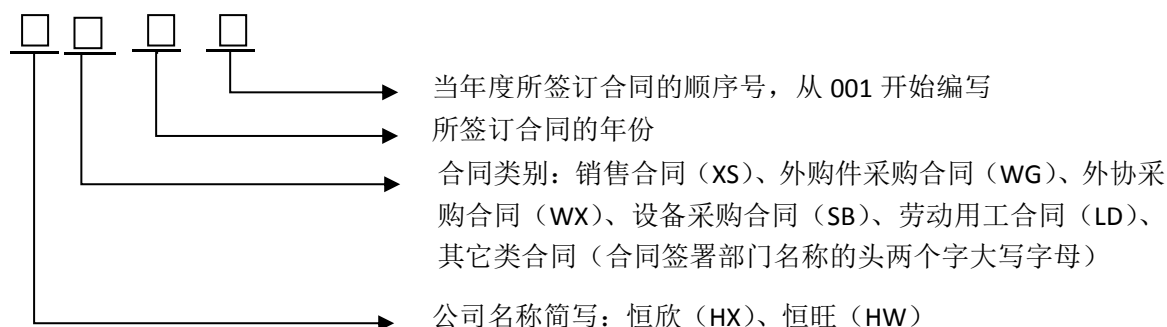 当年度所签订合同的顺序号，从 001 开始编写
所签订合同的年份
合同类别：销售合同（XS）、外购件采购合同（WG）、外协采
购合同（WX）、设备采购合同（SB）、劳动用工合同（LD）、
其它类合同（合同签署部门名称的头两个字大写字母）
公司名称简写：恒欣（HX）、恒旺（HW）